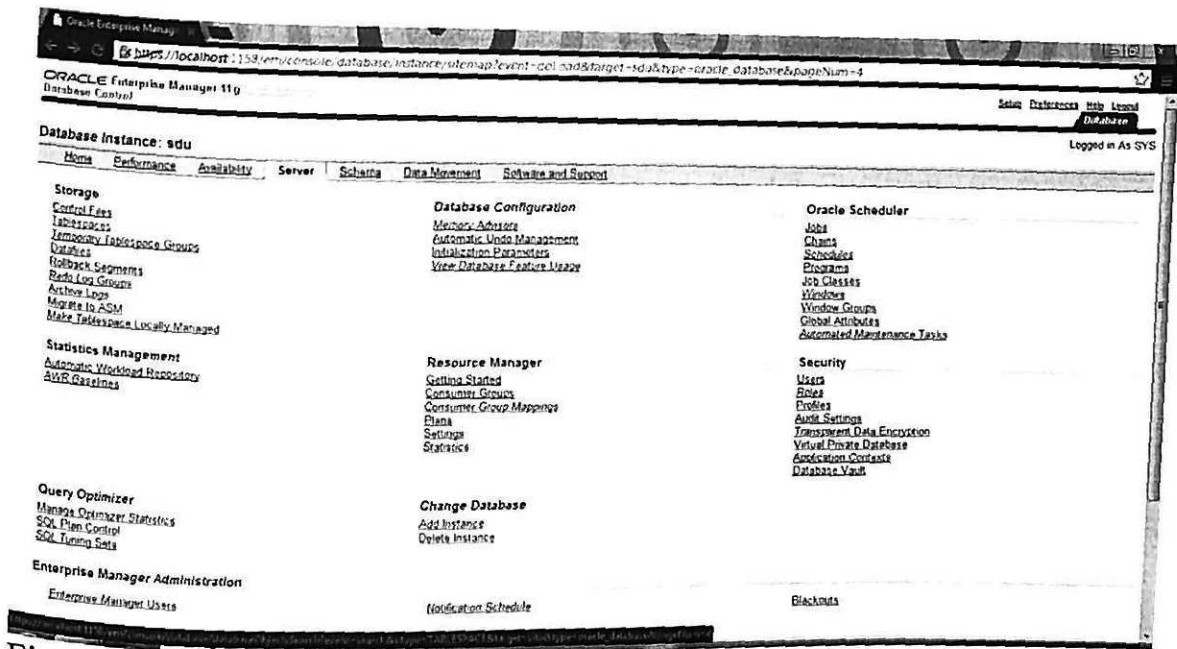 Oracle Enterprise Manag
https://localhost:1158/em/console/database/instance/sitemap?event=doLoad&target=sdu&type=oracle_database&pageNum=4
ORACLE Enterprise Manager 11g
Database Control
Setup Preferences Help Logout
Database
Database Instance: sdu
Logged in As SYS
Home Performance Availability Server Schema Data Movement Software and Support
Storage
Control Files
Tablespaces
Temporary Tablespace Groups
Datafiles
Rollback Segments
Redo Log Groups
Archive Logs
Migrate to ASM
Make Tablespace Locally Managed
Database Configuration
Memory Advisors
Automatic Undo Management
Initialization Parameters
View Database Feature Usage
Oracle Scheduler
Jobs
Chains
Schedules
Programs
Job Classes
Windows
Window Groups
Global Attributes
Automated Maintenance Tasks
Statistics Management
Automatic Workload Repository
AWR Baselines
Resource Manager
Getting Started
Consumer Groups
Consumer Group Mappings
Plans
Settings
Statistics
Security
Users
Roles
Profiles
Audit Settings
Transparent Data Encryption
Virtual Private Database
Application Contexts
Database Vault
Query Optimizer
Manage Optimizer Statistics
SQL Plan Control
SQL Tuning Sets
Change Database
Add Instance
Delete Instance
Enterprise Manager Administration
Enterprise Manager Users
Notification Schedule
Blackouts